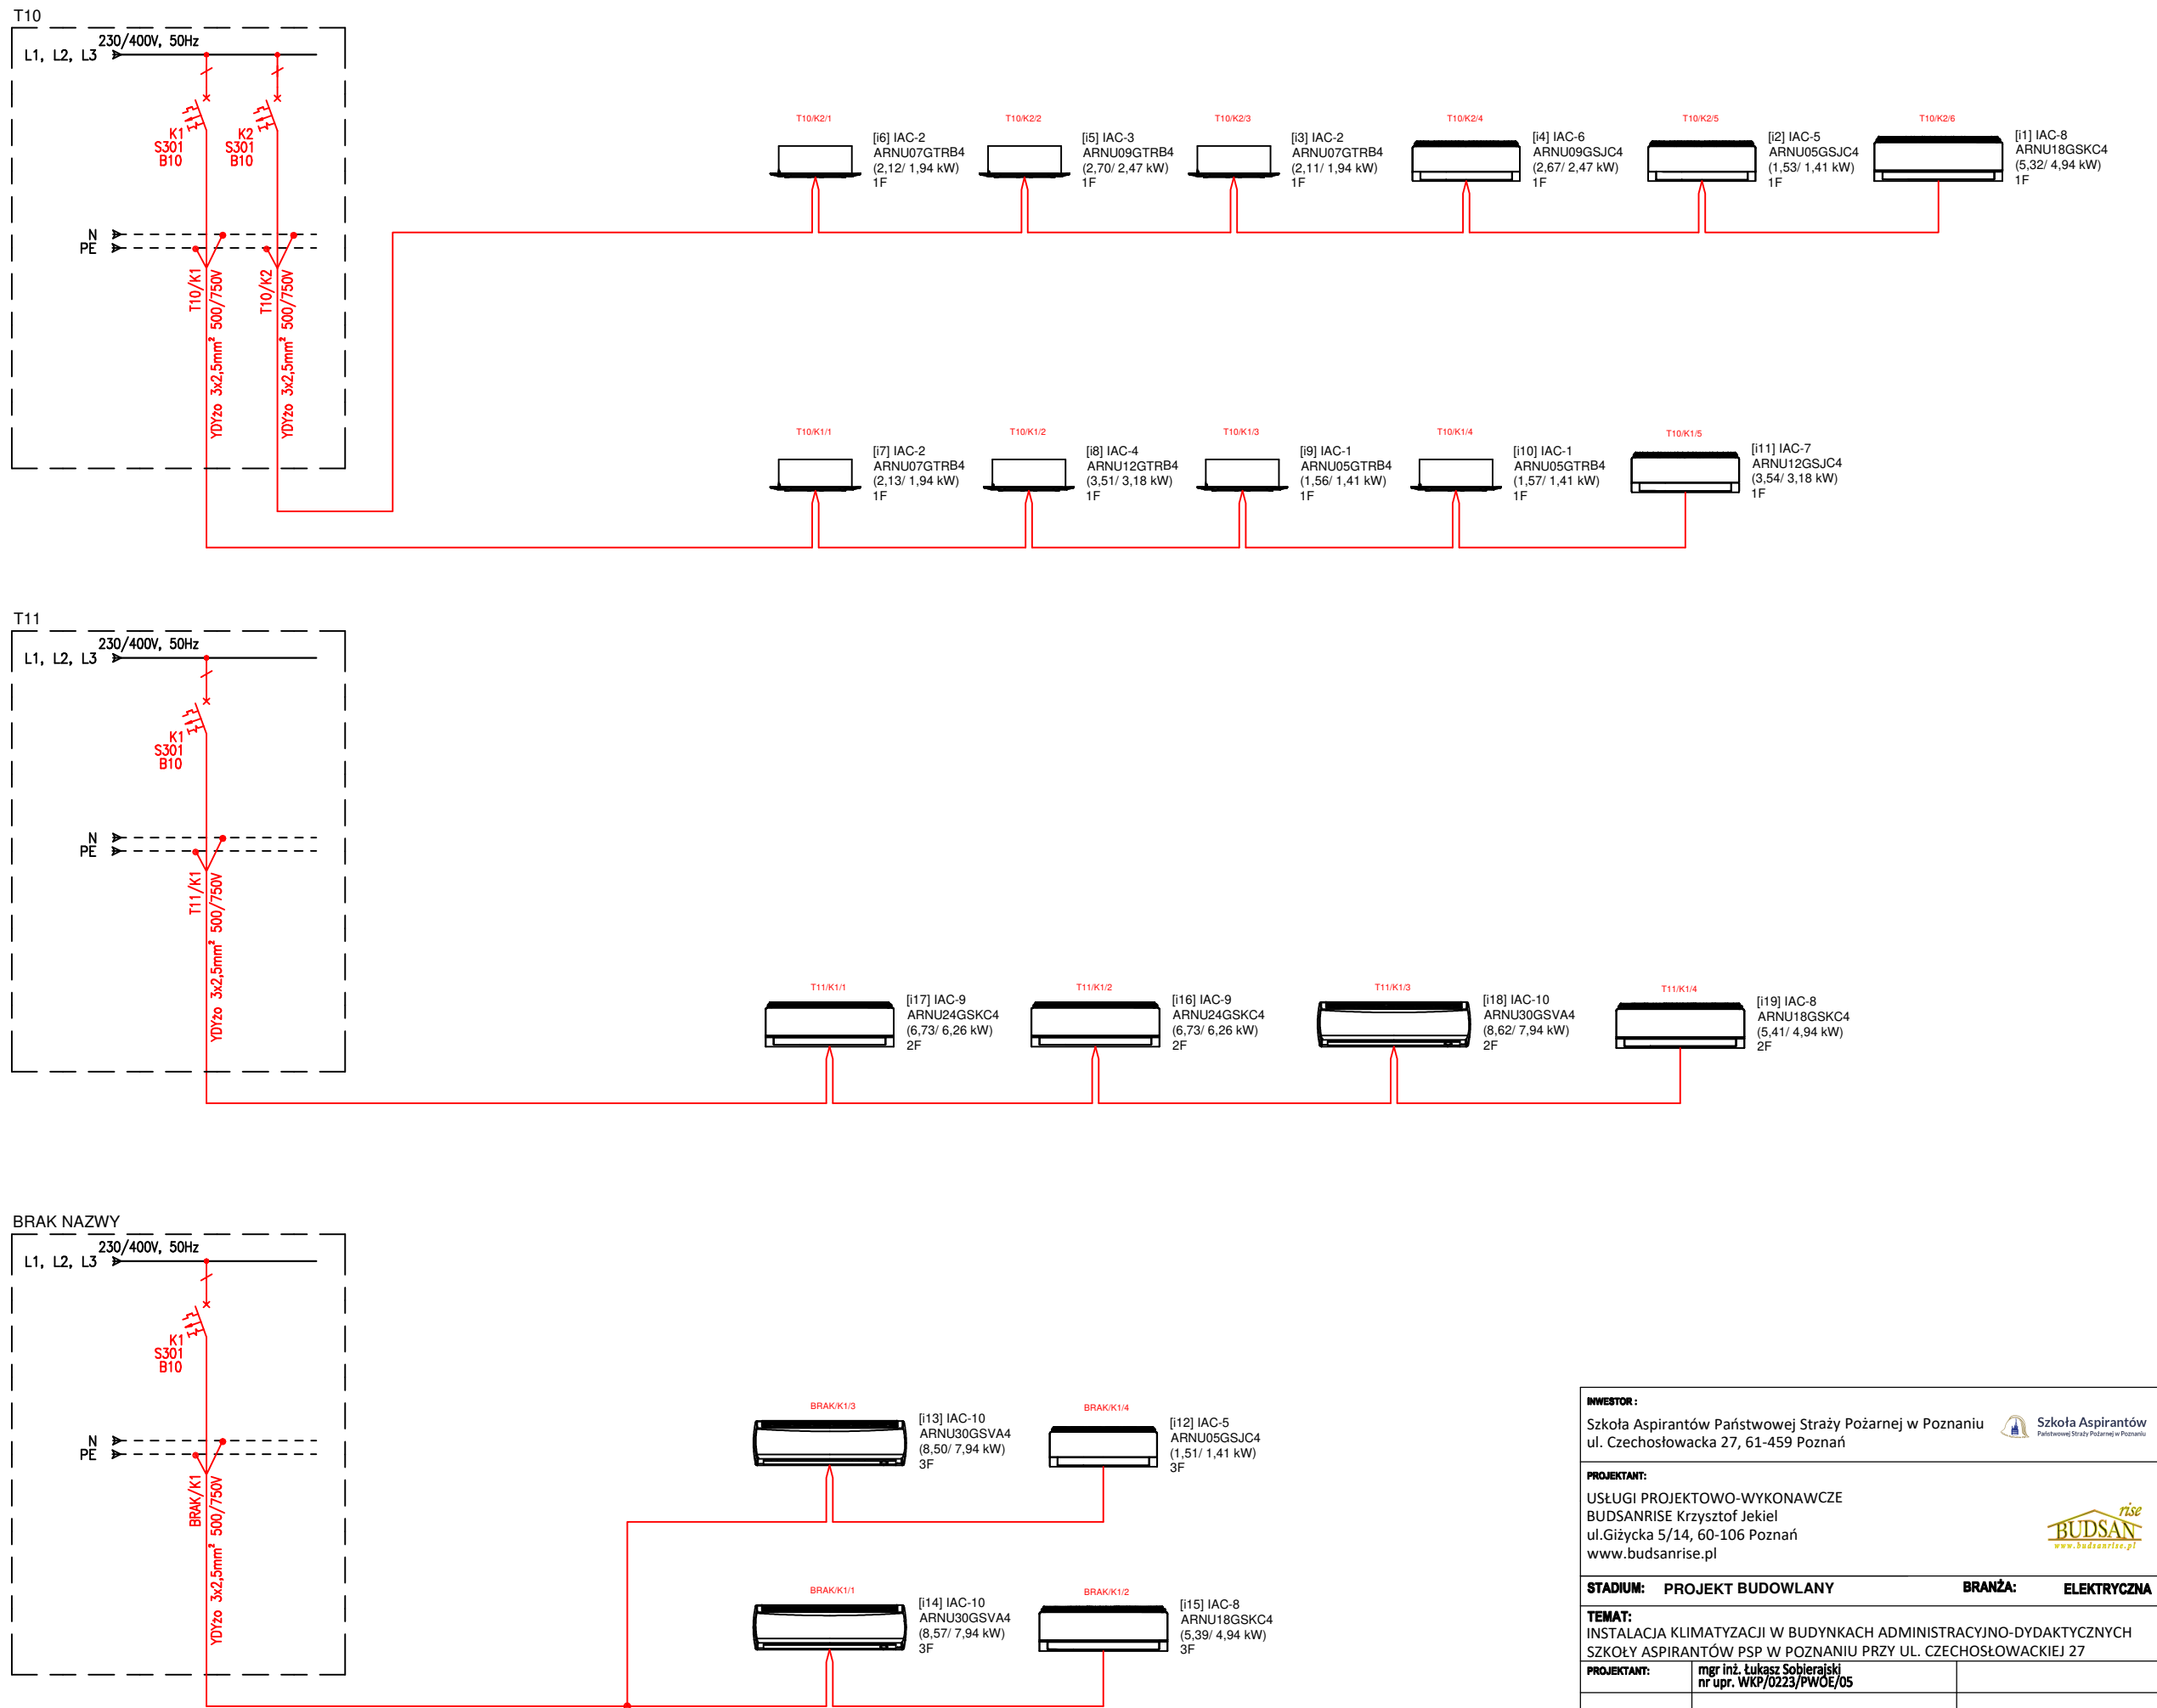 T10
230/400V, 50Hz
L1, L2, L3
K1
S301
B10
K2
S301
B10
N
PE
T10/K1
YDYżo 3x2,5mm² 500/750V
T10/K2
YDYżo 3x2,5mm² 500/750V
T10/K2/1
[i6] IAC-2
ARNU07GTRB4
(2,12/ 1,94 kW)
1F
T10/K2/2
[i5] IAC-3
ARNU09GTRB4
(2,70/ 2,47 kW)
1F
T10/K2/3
[i3] IAC-2
ARNU07GTRB4
(2,11/ 1,94 kW)
1F
T10/K2/4
[i4] IAC-6
ARNU09GSJC4
(2,67/ 2,47 kW)
1F
T10/K2/5
[i2] IAC-5
ARNU05GSJC4
(1,53/ 1,41 kW)
1F
T10/K2/6
[i1] IAC-8
ARNU18GSKC4
(5,32/ 4,94 kW)
1F
T10/K1/1
[i7] IAC-2
ARNU07GTRB4
(2,13/ 1,94 kW)
1F
T10/K1/2
[i8] IAC-4
ARNU12GTRB4
(3,51/ 3,18 kW)
1F
T10/K1/3
[i9] IAC-1
ARNU05GTRB4
(1,56/ 1,41 kW)
1F
T10/K1/4
[i10] IAC-1
ARNU05GTRB4
(1,57/ 1,41 kW)
1F
T10/K1/5
[i11] IAC-7
ARNU12GSJC4
(3,54/ 3,18 kW)
1F
T11
230/400V, 50Hz
L1, L2, L3
K1
S301
B10
N
PE
T11/K1
YDYżo 3x2,5mm² 500/750V
T11/K1/1
[i17] IAC-9
ARNU24GSKC4
(6,73/ 6,26 kW)
2F
T11/K1/2
[i16] IAC-9
ARNU24GSKC4
(6,73/ 6,26 kW)
2F
T11/K1/3
[i18] IAC-10
ARNU30GSVA4
(8,62/ 7,94 kW)
2F
T11/K1/4
[i19] IAC-8
ARNU18GSKC4
(5,41/ 4,94 kW)
2F
BRAK NAZWY
230/400V, 50Hz
L1, L2, L3
K1
S301
B10
N
PE
BRAK/K1
YDYżo 3x2,5mm² 500/750V
BRAK/K1/3
[i13] IAC-10
ARNU30GSVA4
(8,50/ 7,94 kW)
3F
BRAK/K1/4
[i12] IAC-5
ARNU05GSJC4
(1,51/ 1,41 kW)
3F
BRAK/K1/1
[i14] IAC-10
ARNU30GSVA4
(8,57/ 7,94 kW)
3F
BRAK/K1/2
[i15] IAC-8
ARNU18GSKC4
(5,39/ 4,94 kW)
3F
INWESTOR :
Szkoła Aspirantów Państwowej Straży Pożarnej w Poznaniu
ul. Czechosłowacka 27, 61-459 Poznań
Szkoła Aspirantów
Państwowej Straży Pożarnej w Poznaniu
PROJEKTANT:
USŁUGI PROJEKTOWO-WYKONAWCZE
BUDSANRISE Krzysztof Jekiel
ul.Giżycka 5/14, 60-106 Poznań
www.budsanrise.pl
rise
BUDSAN
www.budsanrise.pl
STADIUM: PROJEKT BUDOWLANY BRANŻA: ELEKTRYCZNA
TEMAT:
INSTALACJA KLIMATYZACJI W BUDYNKACH ADMINISTRACYJNO-DYDAKTYCZNYCH
SZKOŁY ASPIRANTÓW PSP W POZNANIU PRZY UL. CZECHOSŁOWACKIEJ 27
PROJEKTANT: mgr inż. Łukasz Sobierajski
nr upr. WKP/0223/PWOE/05